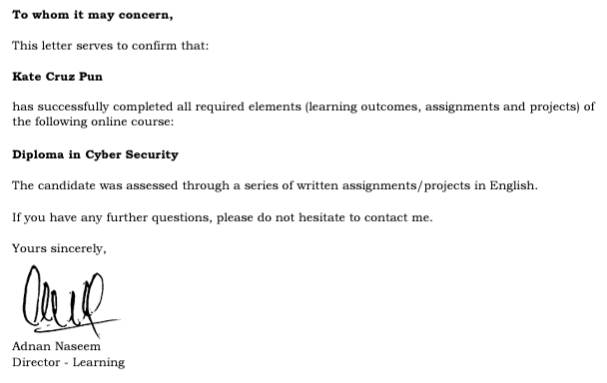 To whom it may concern,
This letter serves to confirm that:
Kate Cruz Pun
has successfully completed all required elements (learning outcomes, assignments and projects) of
the following online course:
Diploma in Cyber Security
The candidate was assessed through a series of written assignments/projects in English.
If you have any further questions, please do not hesitate to contact me.
Yours sincerely,
Adnan Naseem
Director - Learning